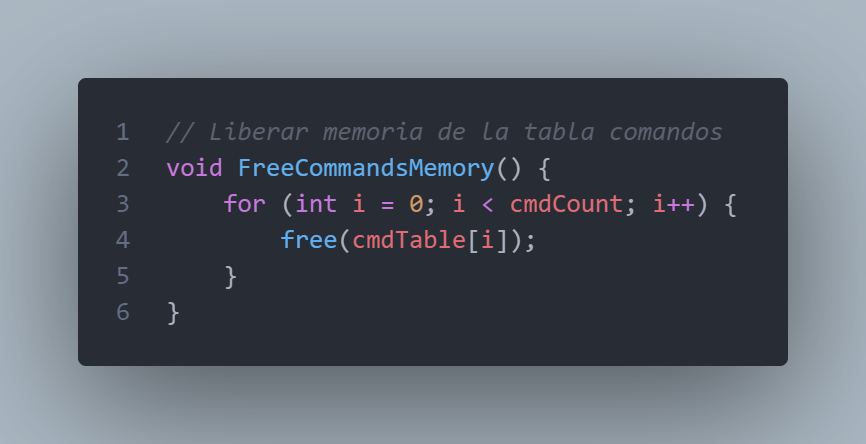 1 // Liberar memoria de la tabla comandos
2 void FreeCommandsMemory() {
3     for (int i = 0; i < cmdCount; i++) {
4         free(cmdTable[i]);
5     }
6 }